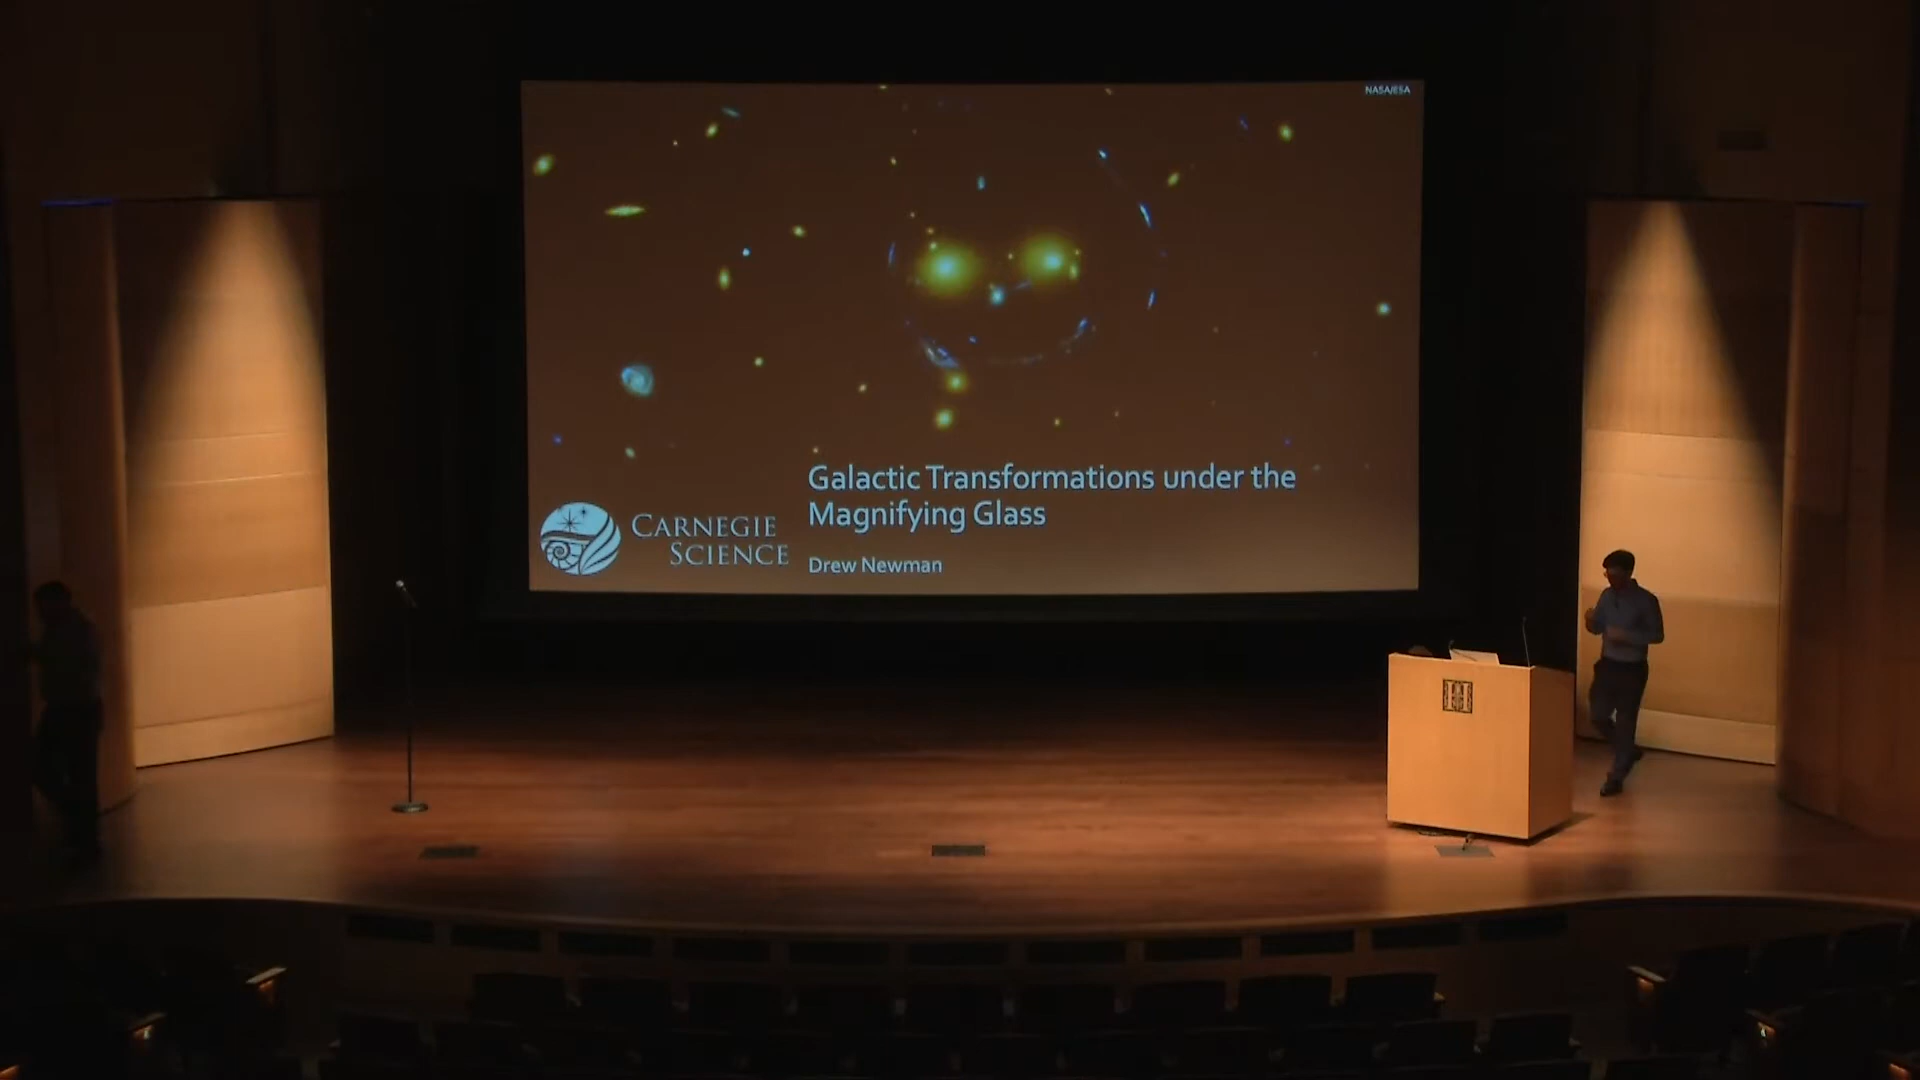 NASA/ESA
Galactic Transformations under the
Magnifying Glass
CARNEGIE
SCIENCE
Drew Newman
H